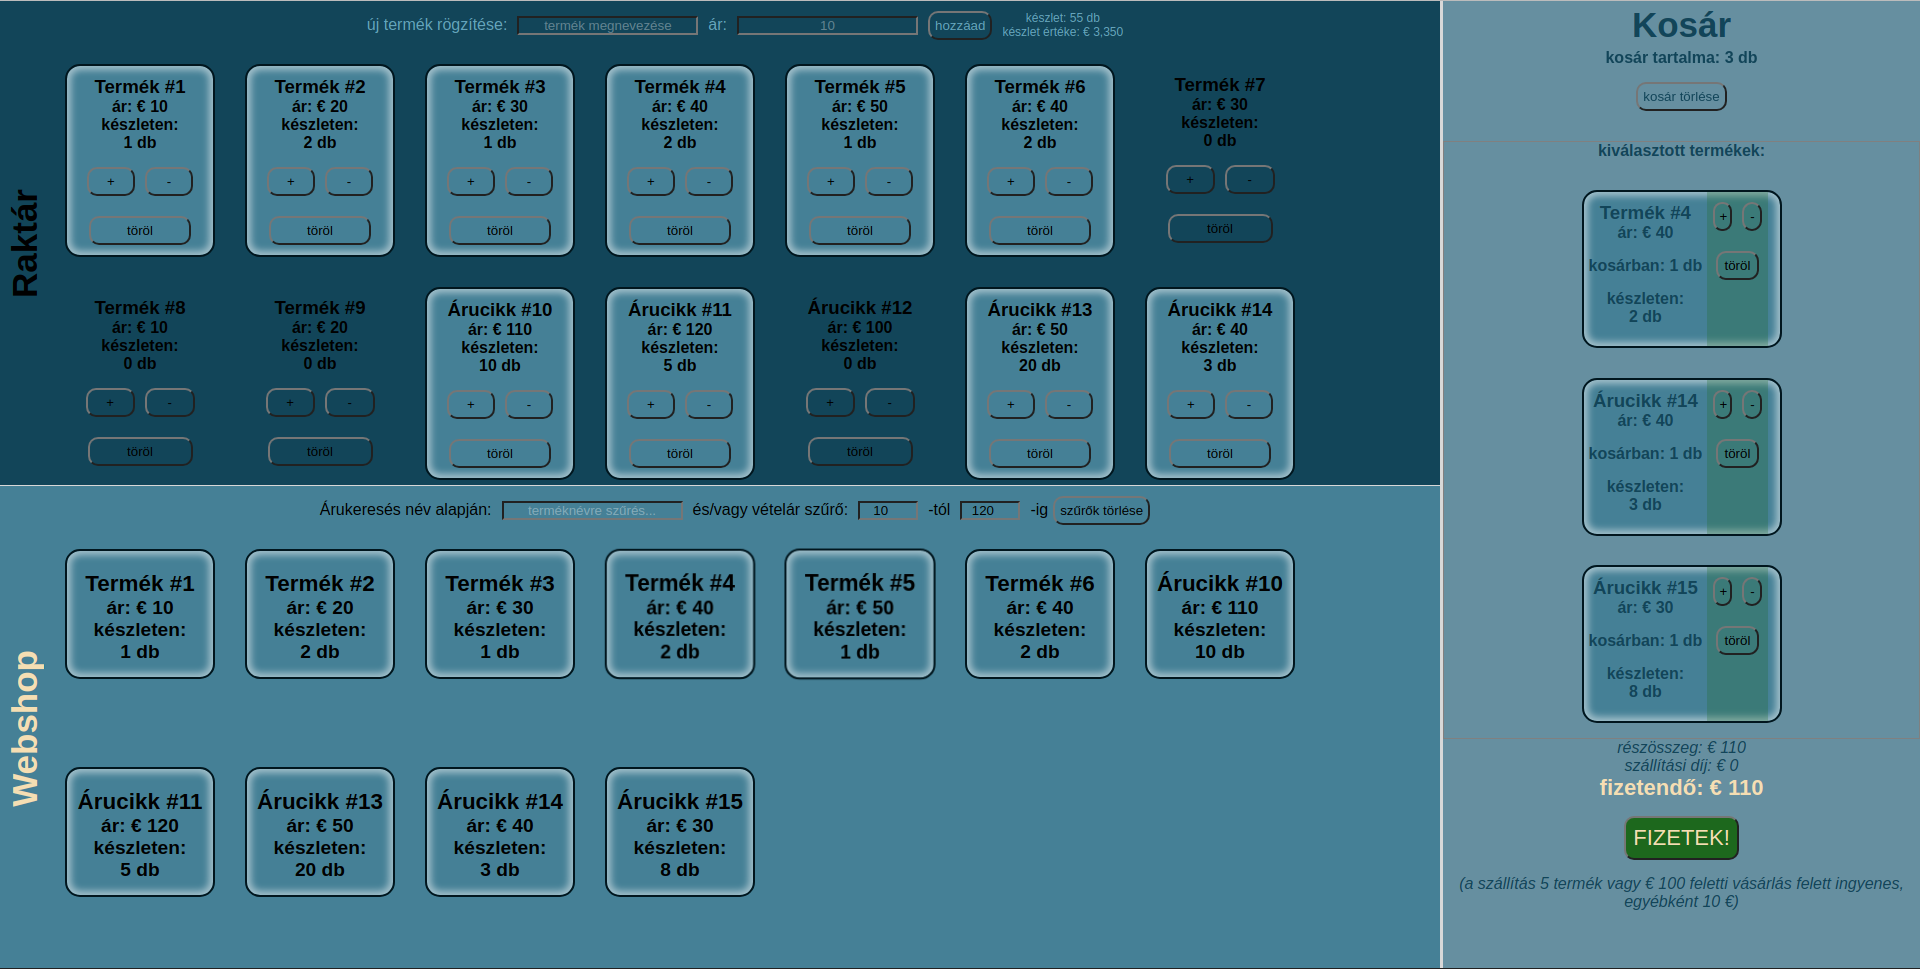 új termék rögzítése: termék megnevezése ár: 10 hozzáad
készlet: 55 db
készlet értéke: € 3,350
Raktár
Termék #1
ár: € 10
készleten:
1 db
+ -
töröl
Termék #2
ár: € 20
készleten:
2 db
+ -
töröl
Termék #3
ár: € 30
készleten:
1 db
+ -
töröl
Termék #4
ár: € 40
készleten:
2 db
+ -
töröl
Termék #5
ár: € 50
készleten:
1 db
+ -
töröl
Termék #6
ár: € 40
készleten:
2 db
+ -
töröl
Termék #7
ár: € 30
készleten:
0 db
+ -
töröl
Termék #8
ár: € 10
készleten:
0 db
+ -
töröl
Termék #9
ár: € 20
készleten:
0 db
+ -
töröl
Árucikk #10
ár: € 110
készleten:
10 db
+ -
töröl
Árucikk #11
ár: € 120
készleten:
5 db
+ -
töröl
Árucikk #12
ár: € 100
készleten:
0 db
+ -
töröl
Árucikk #13
ár: € 50
készleten:
20 db
+ -
töröl
Árucikk #14
ár: € 40
készleten:
3 db
+ -
töröl
Árukeresés név alapján: terméknévre szűrés... és/vagy vételár szűrő: 10 -tól 120 -ig szűrők törlése
Webshop
Termék #1
ár: € 10
készleten:
1 db
Termék #2
ár: € 20
készleten:
2 db
Termék #3
ár: € 30
készleten:
1 db
Termék #4
ár: € 40
készleten:
2 db
Termék #5
ár: € 50
készleten:
1 db
Termék #6
ár: € 40
készleten:
2 db
Árucikk #10
ár: € 110
készleten:
10 db
Árucikk #11
ár: € 120
készleten:
5 db
Árucikk #13
ár: € 50
készleten:
20 db
Árucikk #14
ár: € 40
készleten:
3 db
Árucikk #15
ár: € 30
készleten:
8 db
Kosár
kosár tartalma: 3 db
kosár törlése
kiválasztott termékek:
Termék #4 + -
ár: € 40
kosárban: 1 db töröl
készleten:
2 db
Árucikk #14 + -
ár: € 40
kosárban: 1 db töröl
készleten:
3 db
Árucikk #15 + -
ár: € 30
kosárban: 1 db töröl
készleten:
8 db
részösszeg: € 110
szállítási díj: € 0
fizetendő: € 110
FIZETEK!
(a szállítás 5 termék vagy € 100 feletti vásárlás felett ingyenes,
egyébként 10 €)